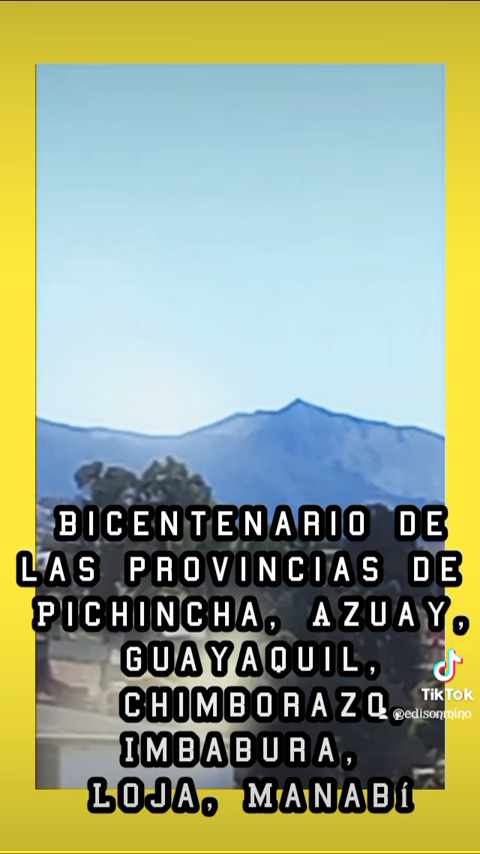 BICENTENARIO DE
LAS PROVINCIAS DE
PICHINCHA, AZUAY,
GUAYAQUIL,
CHIMBORAZO,
IMBABURA,
LOJA, MANABÍ
TikTok
@edisonmino